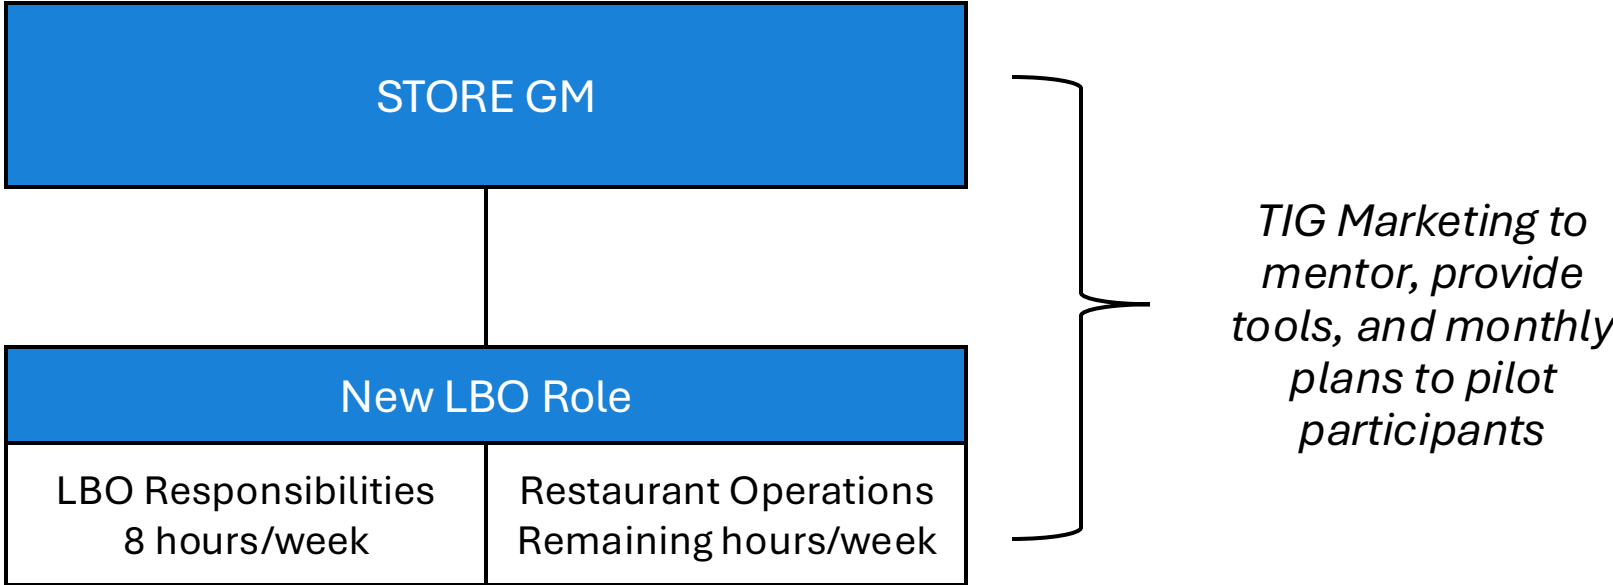 STORE GM
New LBO Role
LBO Responsibilities
8 hours/week
Restaurant Operations
Remaining hours/week
TIG Marketing to
mentor, provide
tools, and monthly
plans to pilot
participants